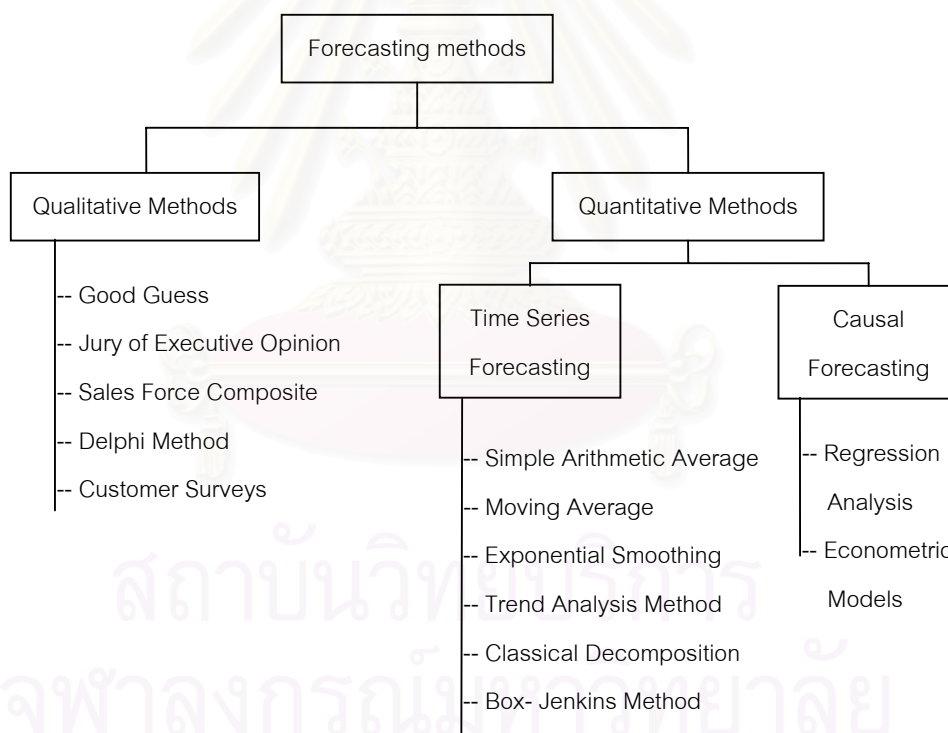 Forecasting methods
Qualitative Methods
Quantitative Methods
-- Good Guess
-- Jury of Executive Opinion
-- Sales Force Composite
-- Delphi Method
-- Customer Surveys
Time Series
Forecasting
Causal
Forecasting
-- Simple Arithmetic Average
-- Moving Average
-- Exponential Smoothing
-- Trend Analysis Method
-- Classical Decomposition
-- Box- Jenkins Method
-- Regression
Analysis
-- Econometric
Models
สถาบันวิทยบริการ
จุฬาลงกรณ์มหาวิทยาลัย